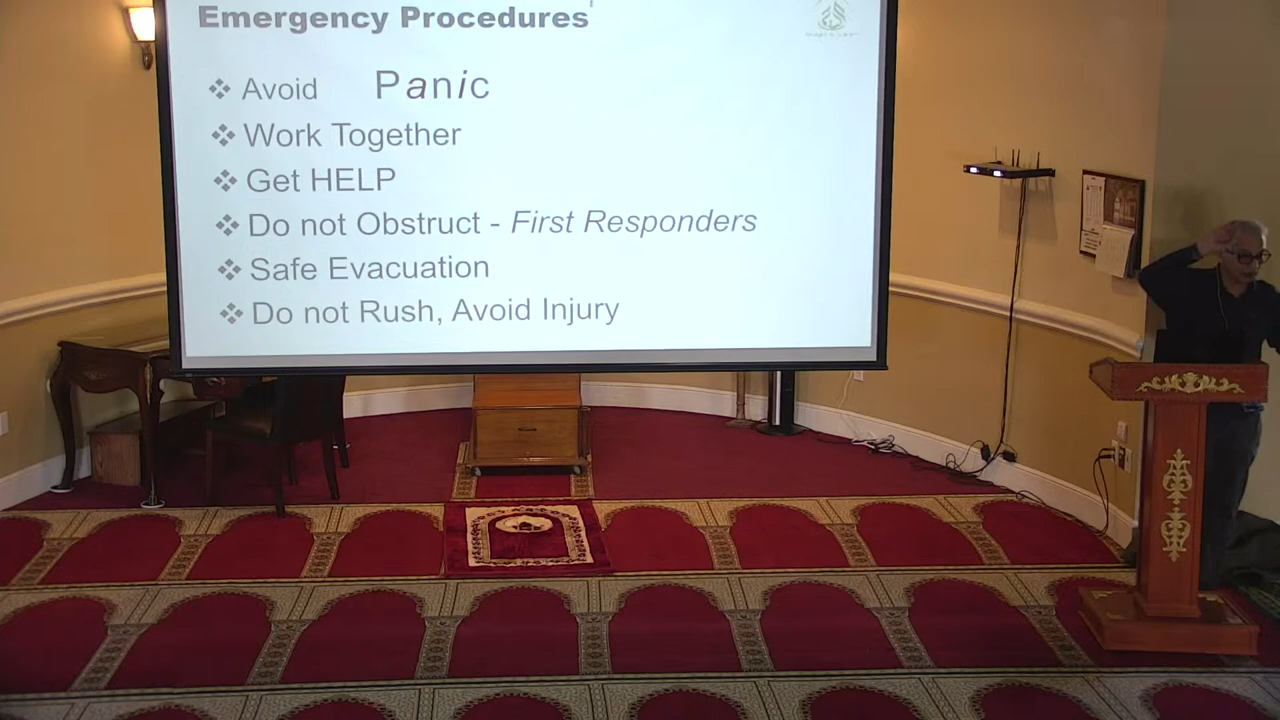 Emergency Procedures
❖ Avoid Panic
❖ Work Together
❖ Get HELP
❖ Do not Obstruct - First Responders
❖ Safe Evacuation
❖ Do not Rush, Avoid Injury